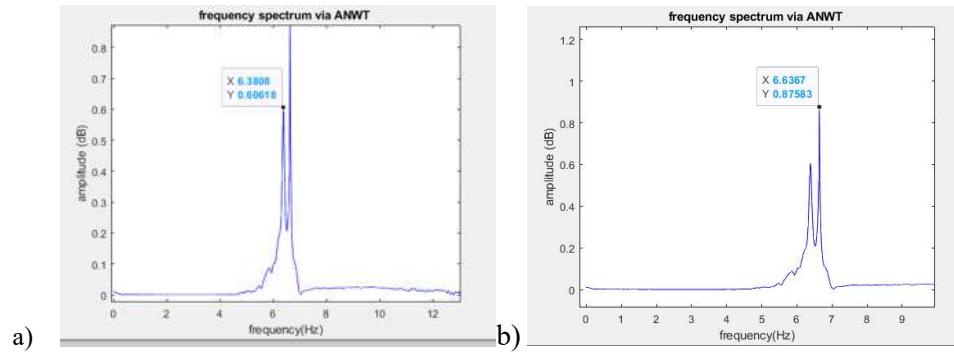 frequency spectrum via ANWT
X 6.3808
Y 0.60618
0.8
0.7
0.6
0.5
0.4
0.3
0.2
0.1
0
amplitude (dB)
0 2 4 6 8 10 12
frequency(Hz)
a)
frequency spectrum via ANWT
X 6.6367
Y 0.87583
1.2
1
0.8
0.6
0.4
0.2
0
amplitude (dB)
0 1 2 3 4 5 6 7 8 9
frequency(Hz)
b)